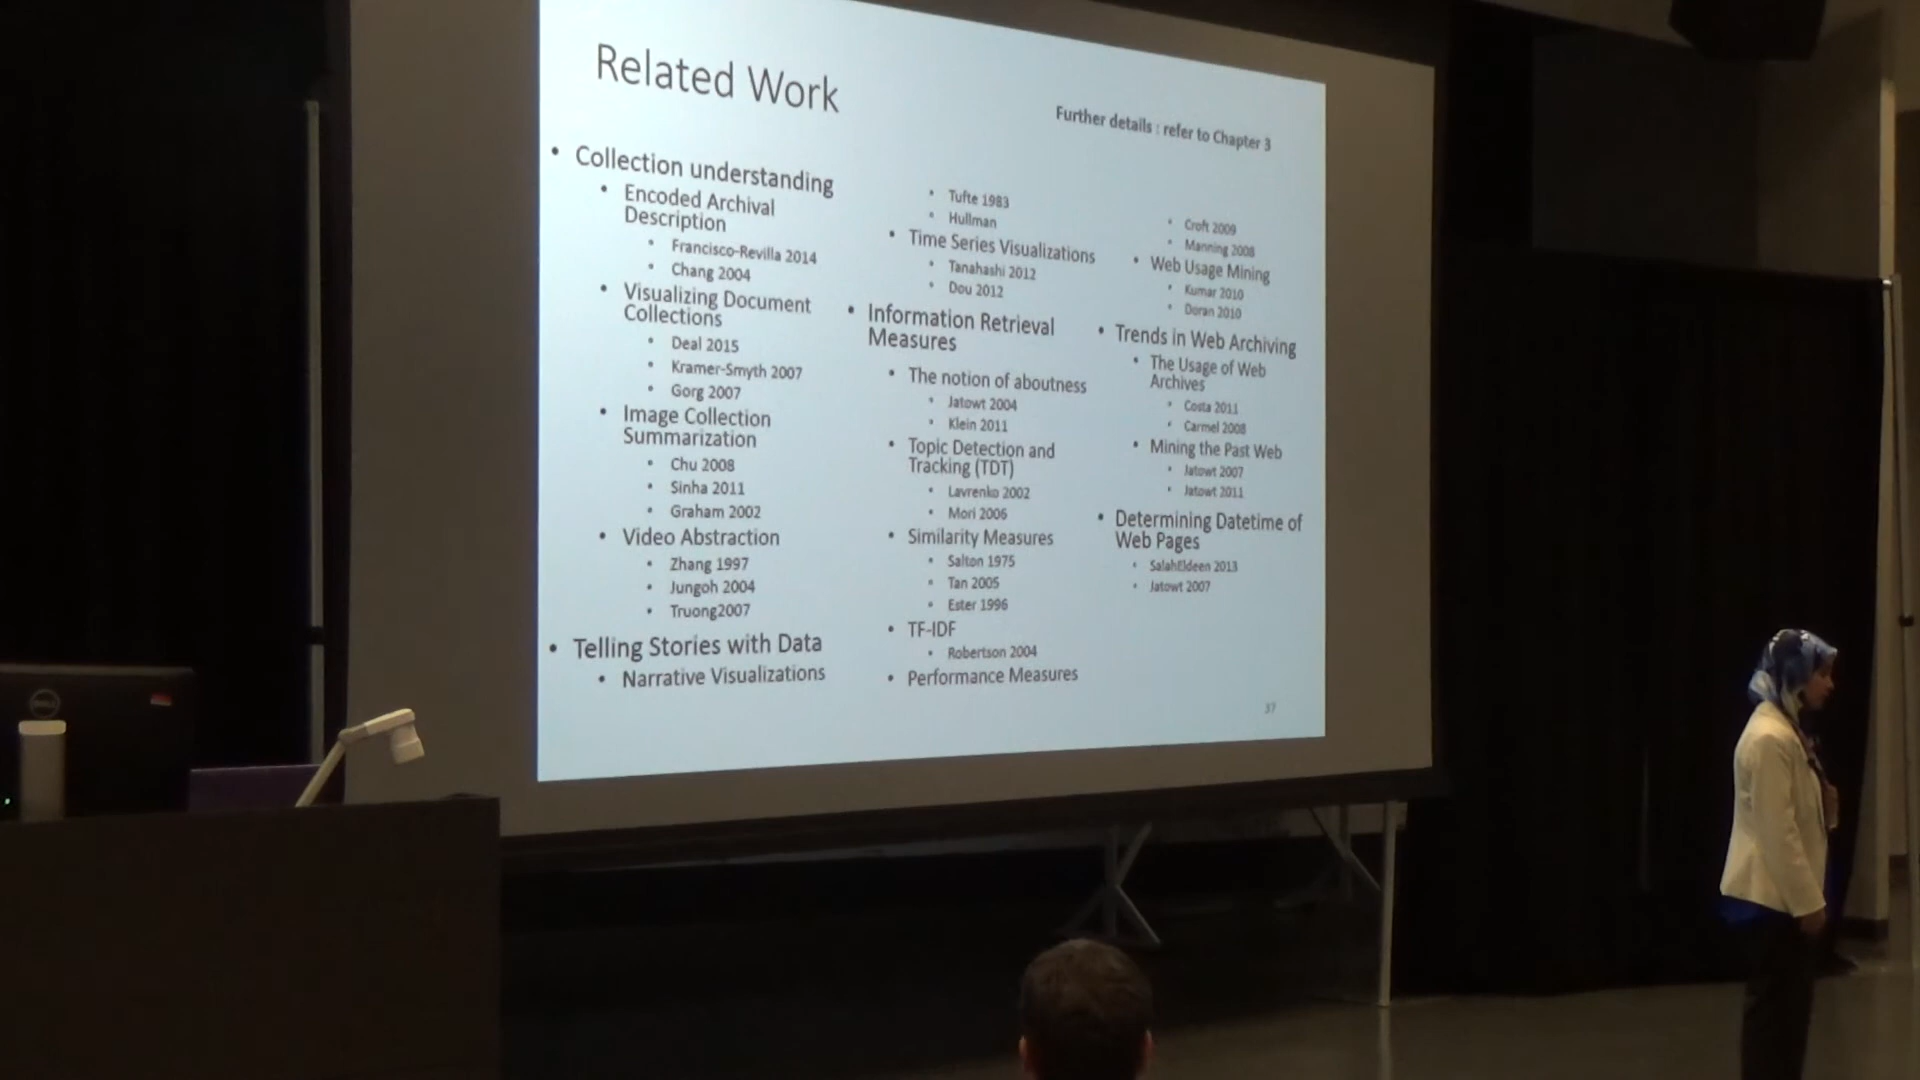 Related Work
Further details : refer to Chapter 3
• Collection understanding
• Encoded Archival
Description
• Francisco-Revilla 2014
• Chang 2004
• Visualizing Document
Collections
• Deal 2015
• Kramer-Smyth 2007
• Gorg 2007
• Image Collection
Summarization
• Chu 2008
• Sinha 2011
• Graham 2002
• Video Abstraction
• Zhang 1997
• Jungoh 2004
• Truong2007
• Telling Stories with Data
• Narrative Visualizations
• Tufte 1983
• Hullman
• Time Series Visualizations
• Tanahashi 2012
• Dou 2012
• Information Retrieval
Measures
• The notion of aboutness
• Jatowt 2004
• Klein 2011
• Topic Detection and
Tracking (TDT)
• Lavrenko 2002
• Mori 2006
• Similarity Measures
• Salton 1975
• Tan 2005
• Ester 1996
• TF-IDF
• Robertson 2004
• Performance Measures
• Croft 2009
• Manning 2008
• Web Usage Mining
• Kumar 2010
• Doran 2010
• Trends in Web Archiving
• The Usage of Web
Archives
• Costa 2011
• Carmel 2008
• Mining the Past Web
• Jatowt 2007
• Jatowt 2011
• Determining Datetime of
Web Pages
• SalahEldeen 2013
• Jatowt 2007
37
DELL